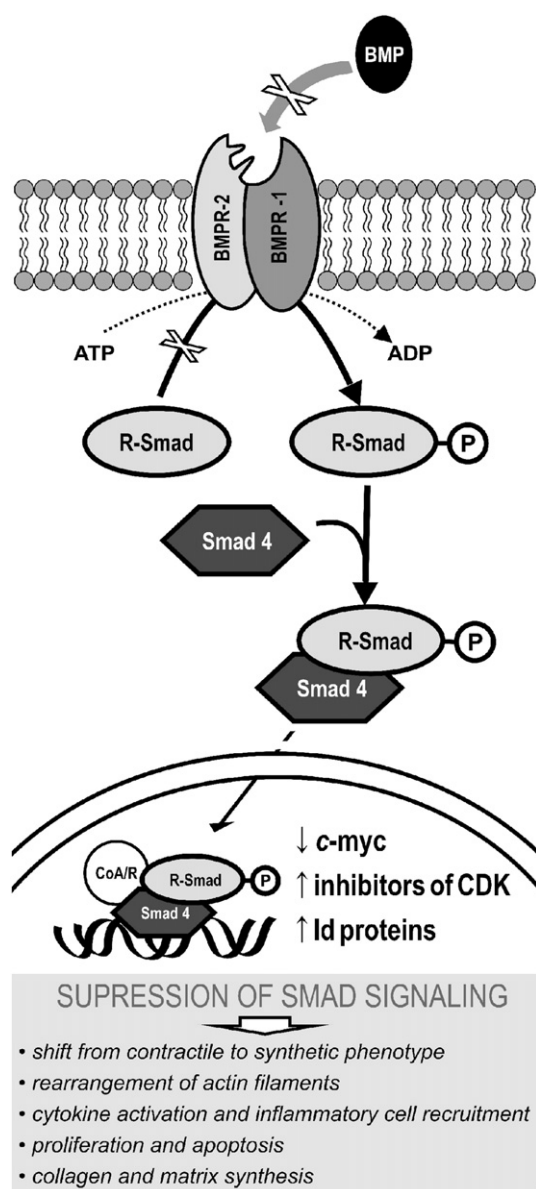 BMP
BMPR-2
BMPR -1
ATP
ADP
R-Smad
R-Smad
P
Smad 4
R-Smad
P
Smad 4
↓ c-myc
CoA/R
R-Smad
P
↑ inhibitors of CDK
Smad 4
↑ Id proteins
SUPRESSION OF SMAD SIGNALING
• shift from contractile to synthetic phenotype
• rearrangement of actin filaments
• cytokine activation and inflammatory cell recruitment
• proliferation and apoptosis
• collagen and matrix synthesis